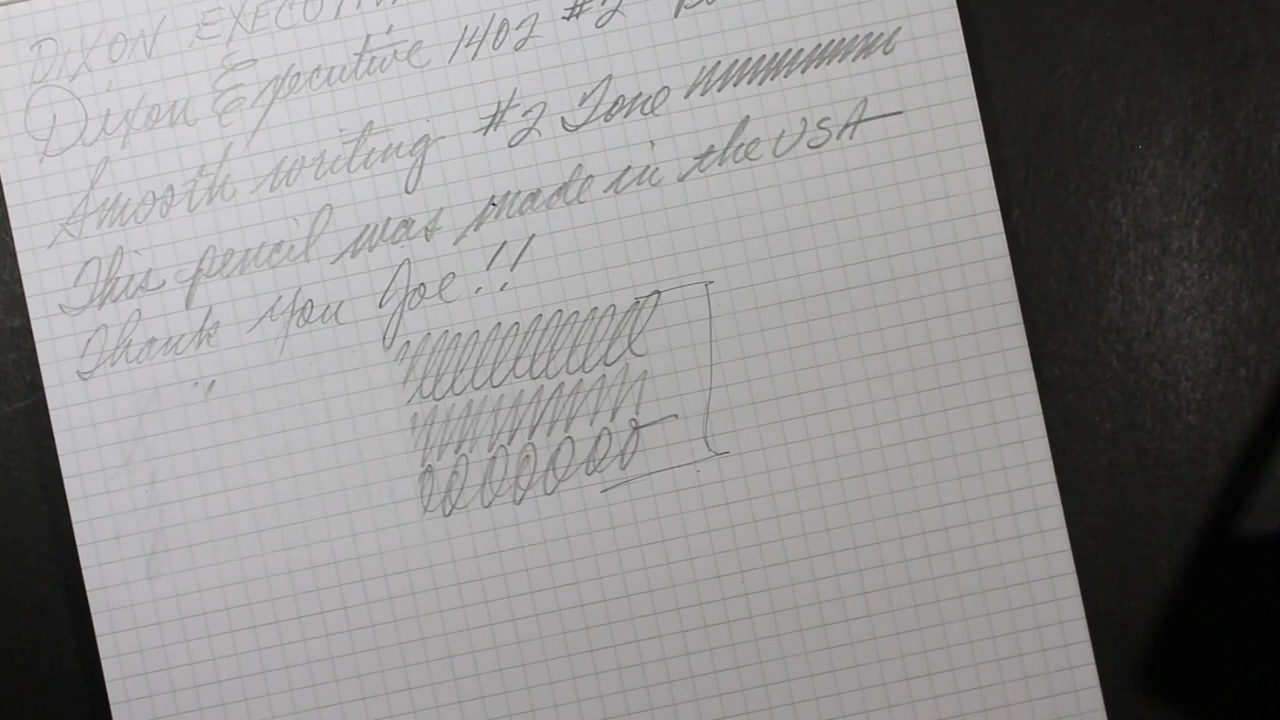 DIXON EXECUTIV
Dixon Executive 1402 #2
Smooth writing #2 Tone
This pencil was made in the USA
Thank you Joe!!